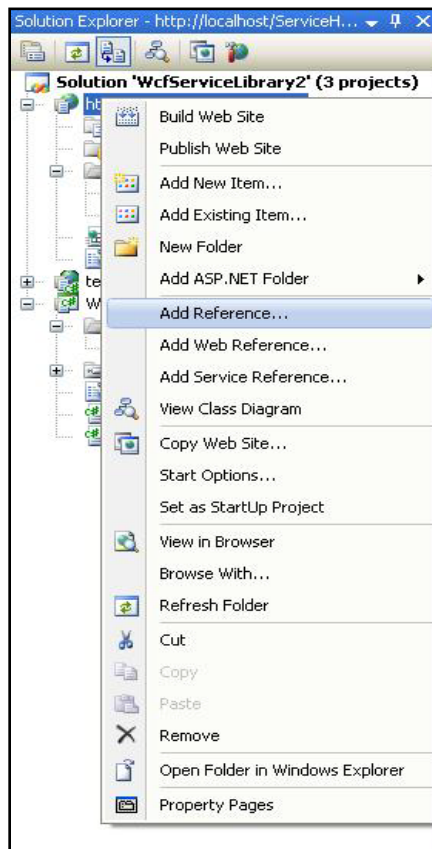 Solution Explorer - http://localhost/ServiceH...
Solution 'WcfServiceLibrary2' (3 projects)
Build Web Site
Publish Web Site
Add New Item...
Add Existing Item...
New Folder
Add ASP.NET Folder
Add Reference...
Add Web Reference...
Add Service Reference...
View Class Diagram
Copy Web Site...
Start Options...
Set as StartUp Project
View in Browser
Browse With...
Refresh Folder
Cut
Copy
Paste
Remove
Open Folder in Windows Explorer
Property Pages